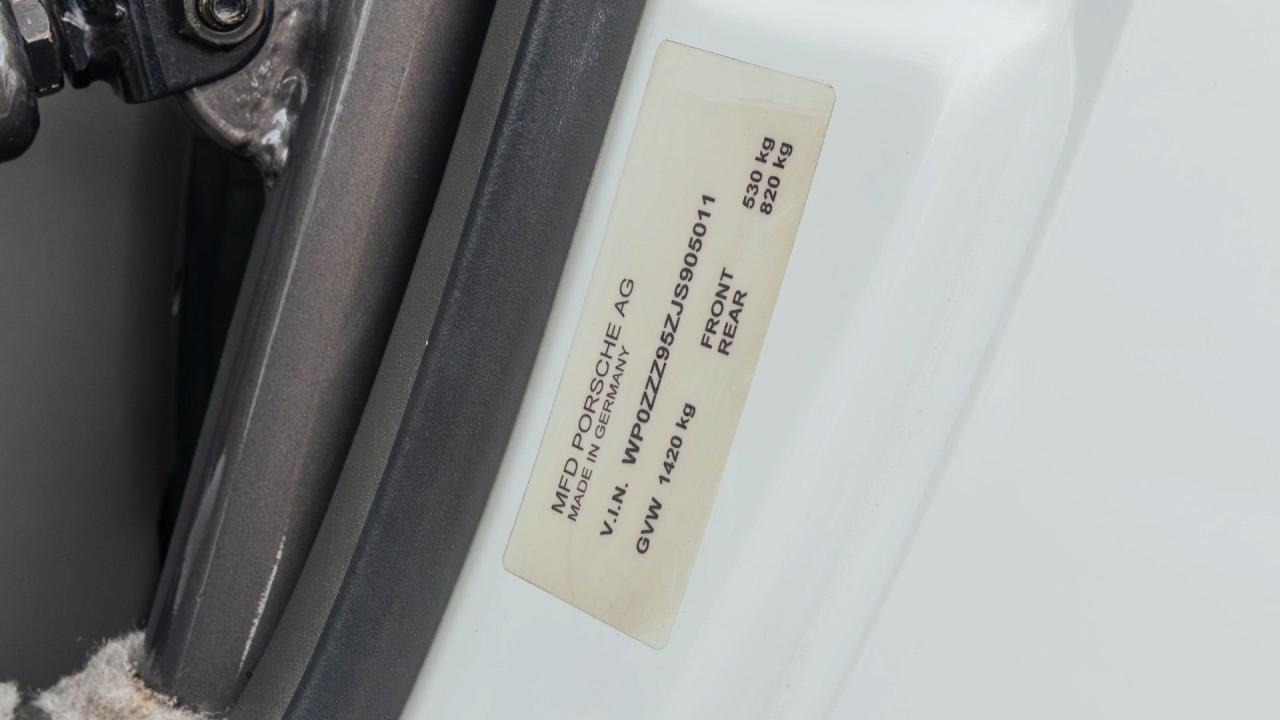 MFD PORSCHE AG
MADE IN GERMANY
V.I.N. WP0ZZZ95ZJS905011
GVW 1420 kg FRONT 530 kg
REAR 820 kg